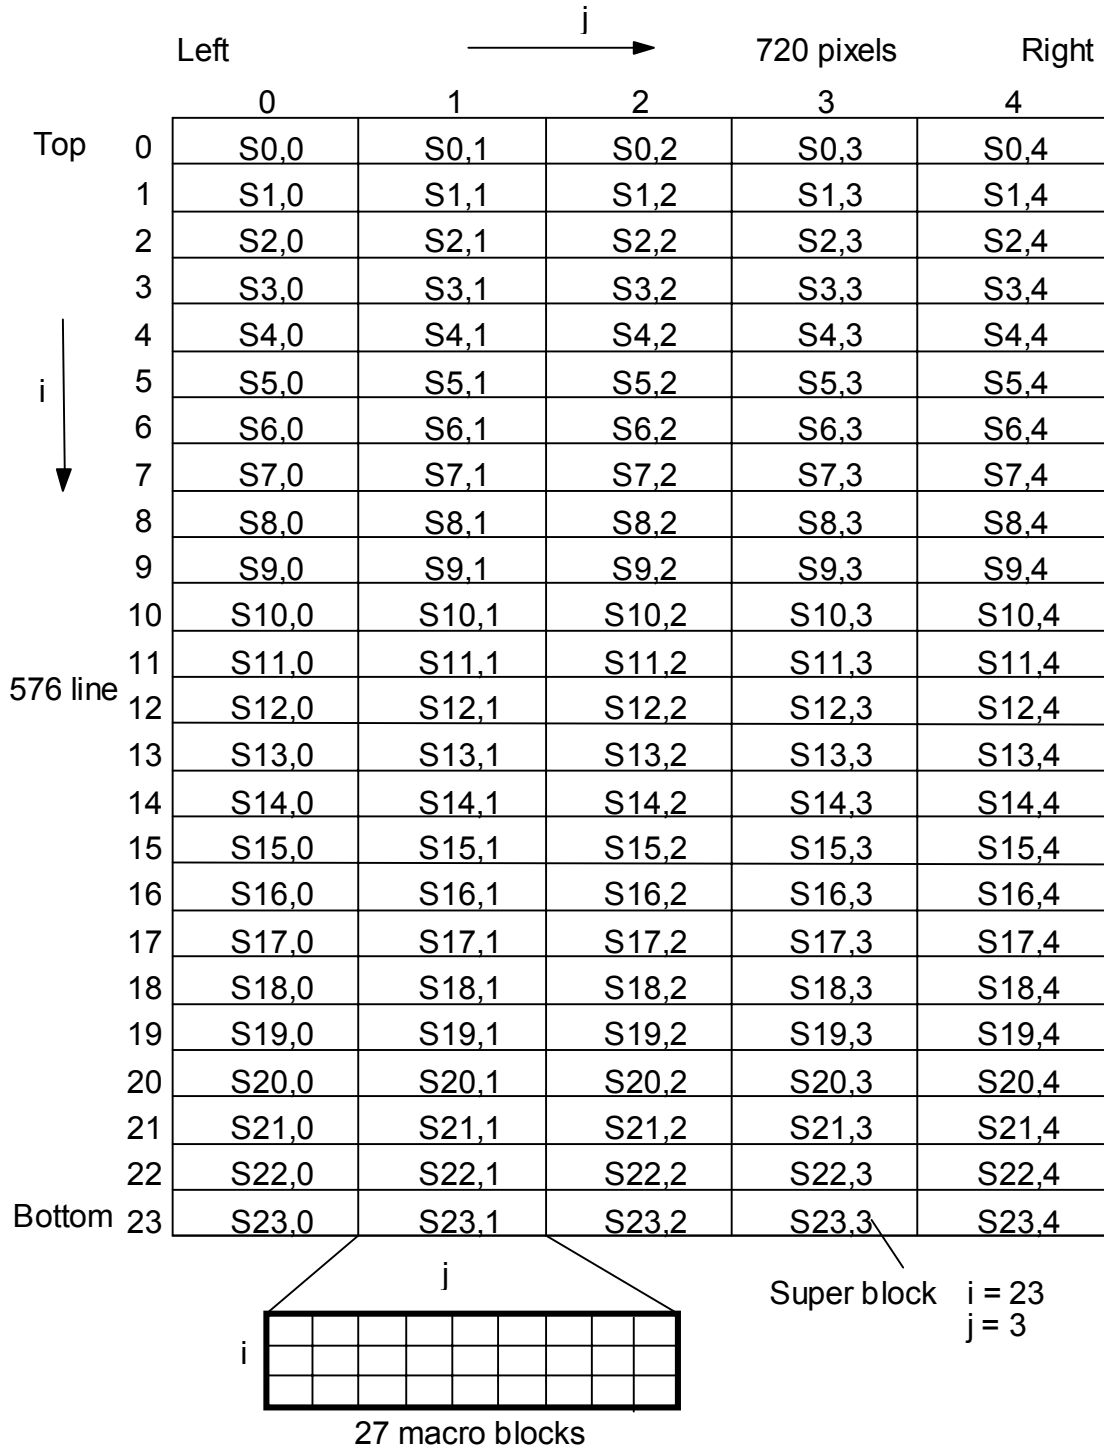 j
Left 720 pixels Right
0 1 2 3 4
Top 0 S0,0 S0,1 S0,2 S0,3 S0,4
1 S1,0 S1,1 S1,2 S1,3 S1,4
2 S2,0 S2,1 S2,2 S2,3 S2,4
3 S3,0 S3,1 S3,2 S3,3 S3,4
4 S4,0 S4,1 S4,2 S4,3 S4,4
i 5 S5,0 S5,1 S5,2 S5,3 S5,4
6 S6,0 S6,1 S6,2 S6,3 S6,4
7 S7,0 S7,1 S7,2 S7,3 S7,4
8 S8,0 S8,1 S8,2 S8,3 S8,4
9 S9,0 S9,1 S9,2 S9,3 S9,4
10 S10,0 S10,1 S10,2 S10,3 S10,4
11 S11,0 S11,1 S11,2 S11,3 S11,4
576 line
12 S12,0 S12,1 S12,2 S12,3 S12,4
13 S13,0 S13,1 S13,2 S13,3 S13,4
14 S14,0 S14,1 S14,2 S14,3 S14,4
15 S15,0 S15,1 S15,2 S15,3 S15,4
16 S16,0 S16,1 S16,2 S16,3 S16,4
17 S17,0 S17,1 S17,2 S17,3 S17,4
18 S18,0 S18,1 S18,2 S18,3 S18,4
19 S19,0 S19,1 S19,2 S19,3 S19,4
20 S20,0 S20,1 S20,2 S20,3 S20,4
21 S21,0 S21,1 S21,2 S21,3 S21,4
22 S22,0 S22,1 S22,2 S22,3 S22,4
Bottom 23 S23,0 S23,1 S23,2 S23,3 S23,4
j
Super block i = 23
j = 3
i
27 macro blocks